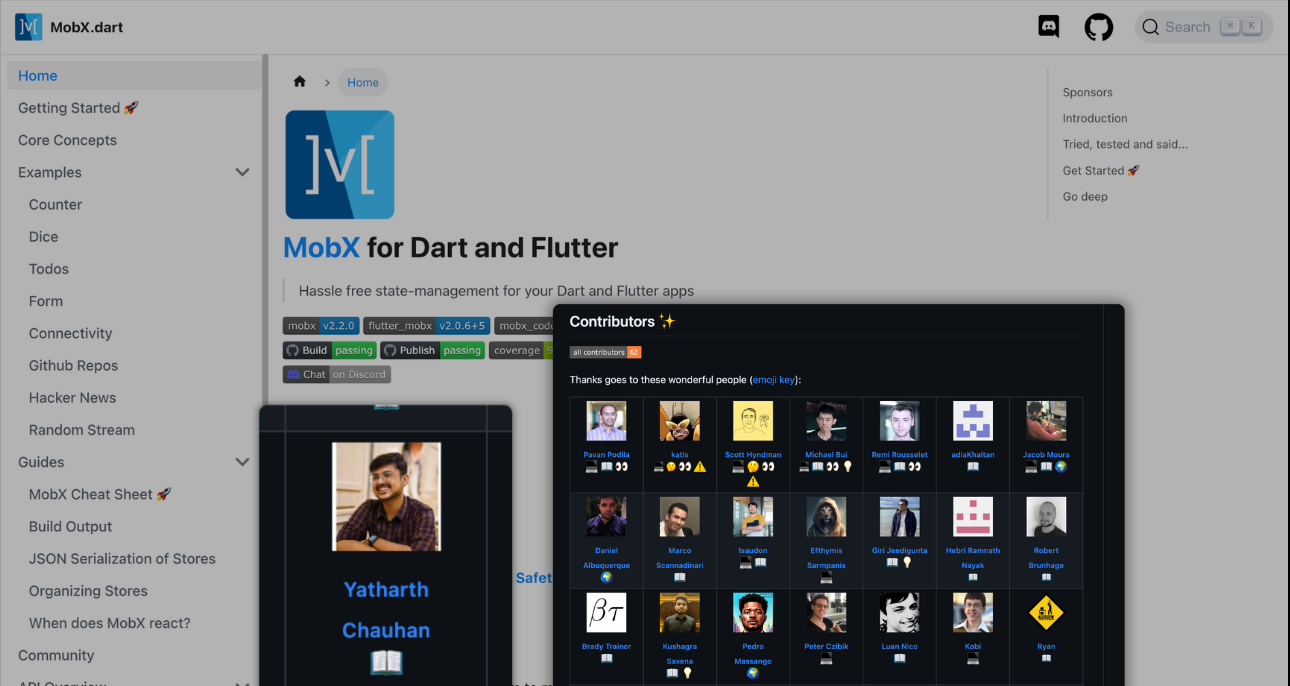 ]v[ MobX.dart
Search ⌘ K
Home
Getting Started 🚀
Core Concepts
Examples
Counter
Dice
Todos
Form
Connectivity
Github Repos
Hacker News
Random Stream
Guides
MobX Cheat Sheet 🚀
Build Output
JSON Serialization of Stores
Organizing Stores
When does MobX react?
Community
API Overview
Home
]v[
MobX for Dart and Flutter
Hassle free state-management for your Dart and Flutter apps
mobx v2.2.0 flutter_mobx v2.0.6+5 mobx_code
Build passing Publish passing coverage 9
Chat on Discord
Safet
Sponsors
Introduction
Tried, tested and said...
Get Started 🚀
Go deep
Yatharth
Chauhan
Contributors ✨
all contributors 62
Thanks goes to these wonderful people (emoji key):
Pavan Podila katis Scott Hyndman Michael Bui Remi Rousselet adiaKhaitan Jacob Moura
Daniel Albuquerque Marco Scannadinari Isaudon Efthymis Sarmpanis Giri Jeedigunta Hebri Ramnath Nayak Robert Brunhage
βτ
Brady Trainor Kushagra Saxena Pedro Massango Peter Czibik Luan Nico Kobi Ryan